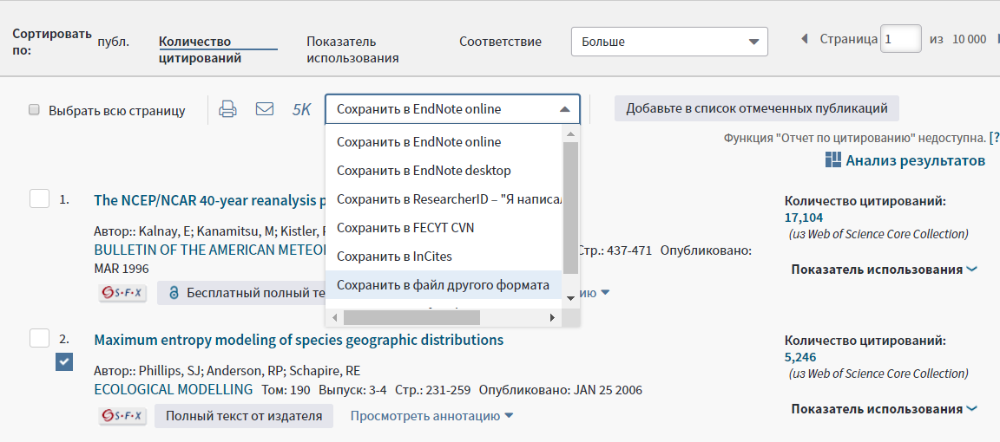 Сортировать по:
публ.
Количество цитирований
Показатель использования
Соответствие
Больше
Страница 1 из 10 000
Выбрать всю страницу
5K
Сохранить в EndNote online
Добавьте в список отмеченных публикаций
Сохранить в EndNote online
Сохранить в EndNote desktop
Сохранить в ResearcherID – "Я написал
Сохранить в FECYT CVN
Сохранить в InCites
Сохранить в файл другого формата
Функция "Отчет по цитированию" недоступна. [?
Анализ результатов
1. The NCEP/NCAR 40-year reanalysis p
Автор:: Kalnay, E; Kanamitsu, M; Kistler,
BULLETIN OF THE AMERICAN METEO Стр.: 437-471 Опубликовано:
MAR 1996
S·F·X Бесплатный полный те ию
Количество цитирований:
17,104
(из Web of Science Core Collection)
Показатель использования
2. Maximum entropy modeling of species geographic distributions
Автор:: Phillips, SJ; Anderson, RP; Schapire, RE
ECOLOGICAL MODELLING Том: 190 Выпуск: 3-4 Стр.: 231-259 Опубликовано: JAN 25 2006
S·F·X Полный текст от издателя Просмотреть аннотацию
Количество цитирований:
5,246
(из Web of Science Core Collection)
Показатель использования